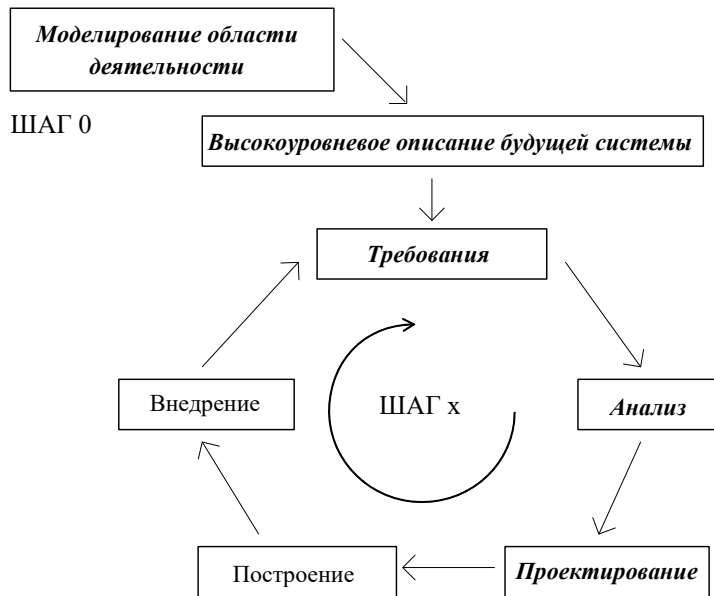 Моделирование области
деятельности
ШАГ 0
Высокоуровневое описание будущей системы
Требования
Внедрение
ШАГ x
Анализ
Построение
Проектирование